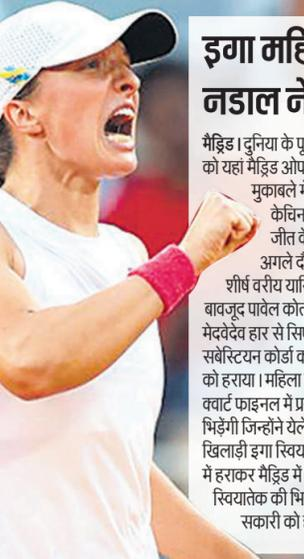 इगा महि
नडाल ने
मैड्रिड। दुनिया के पू
को यहां मैड्रिड ओप
मुकाबले में
केचिन
जीत के
अगले दौ
शीर्ष वरीय या
बावजूद पावेल कोत
मेदवेदेव हार से सि
सबेस्टियन कोर्डा क
को हराया। महिला
क्वार्ट फाइनल में प्र
भिड़ेंगी जिन्होंने येले
खिलाड़ी इगा स्विया
में हराकर मैड्रिड में
स्वियातेक की भि
सकारी को ह